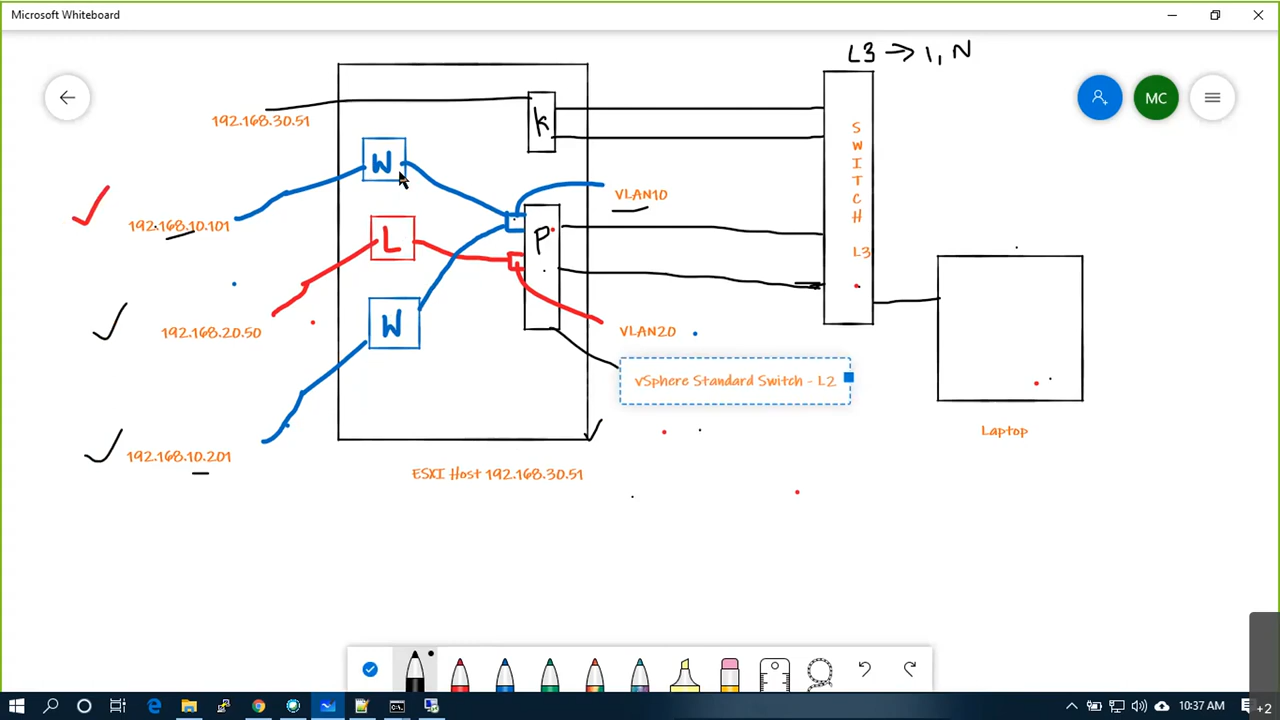 Microsoft Whiteboard
L3 → 1, N
MC
192.168.30.51
K
S
W
I
T
C
H
L3
W
VLAN10
192.168.10.101
L
P
192.168.20.50
W
VLAN20
vSphere Standard Switch - L2
192.168.10.201
Laptop
ESXI Host 192.168.30.51
10:37 AM
+2